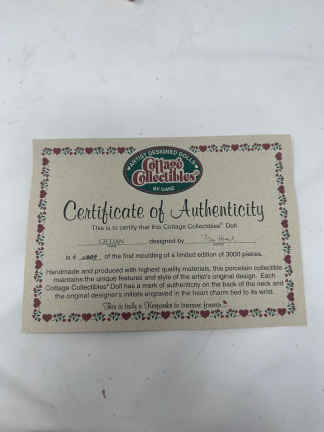 ARTIST DESIGNED DOLLS
Cottage
Collectibles®
BY GANZ
Certificate of Authenticity
This is to certify that this Cottage Collectibles® Doll
designed by
is # of the first moulding of a limited edition of 3000 pieces.
Handmade and produced with highest quality materials, this porcelain collectible
maintains the unique features and style of the artist's original design. Each
Cottage Collectibles® Doll has a mark of authenticity on the back of the neck and
the original designer's initials engraved in the heart charm tied to its wrist.
This is truly a Keepsake to treasure forever.